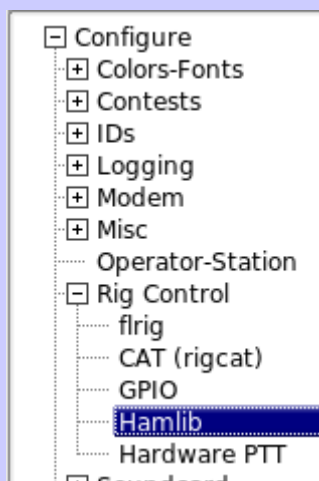 Configure
Colors-Fonts
Contests
IDs
Logging
Modem
Misc
Operator-Station
Rig Control
flrig
CAT (rigcat)
GPIO
Hamlib
Hardware PTT
Soundcard